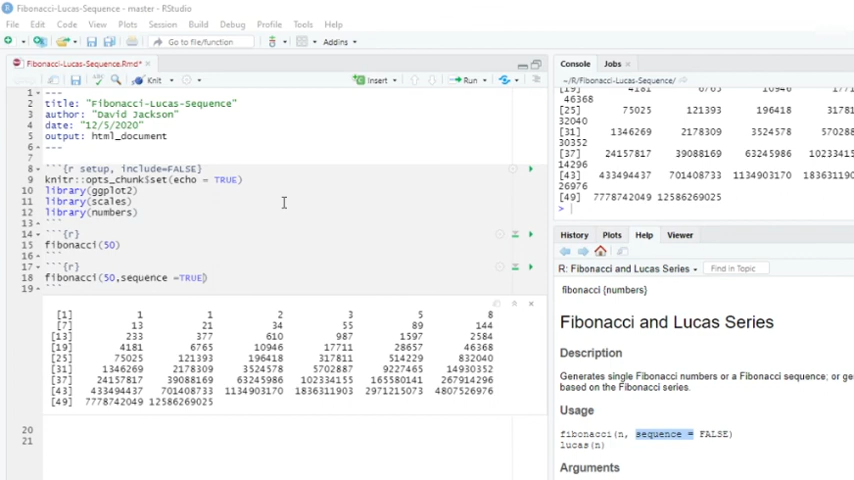 Fibonacci-Lucas-Sequence - master - RStudio
File Edit Code View Plots Session Build Debug Profile Tools Help
Go to file/function Addins
Fibonacci-Lucas-Sequence.Rmd*
Knit Insert Run
1 ---
2 title: "Fibonacci-Lucas-Sequence"
3 author: "David Jackson"
4 date: "12/5/2020"
5 output: html_document
6 ---
7
8 ```{r setup, include=FALSE}
9 knitr::opts_chunk$set(echo = TRUE)
10 library(ggplot2)
11 library(scales)
12 library(numbers)
13 ```
14 ```{r}
15 fibonacci(50)
16 ```
17 ```{r}
18 fibonacci(50,sequence =TRUE)
19 ```
[1] 1 1 2 3 5 8
[7] 13 21 34 55 89 144
[13] 233 377 610 987 1597 2584
[19] 4181 6765 10946 17711 28657 46368
[25] 75025 121393 196418 317811 514229 832040
[31] 1346269 2178309 3524578 5702887 9227465 14930352
[37] 24157817 39088169 63245986 102334155 165580141 267914296
[43] 433494437 701408733 1134903170 1836311903 2971215073 4807526976
[49] 7778742049 12586269025
20
21
Console Jobs
~/R/Fibonacci-Lucas-Sequence/
[19] 4181 6765 10946 1771
46368
[25] 75025 121393 196418 31781
32040
[31] 1346269 2178309 3524578 570288
14296
[37] 24157817 39088169 63245986 10233415
14296
[43] 433494437 701408733 1134903170 183631190
26976
[49] 7778742049 12586269025
>
History Plots Help Viewer
R: Fibonacci and Lucas Series Find in Topic
fibonacci {numbers}
Fibonacci and Lucas Series
Description
Generates single Fibonacci numbers or a Fibonacci sequence; or ge
based on the Fibonacci series.
Usage
fibonacci(n, sequence = FALSE)
lucas(n)
Arguments